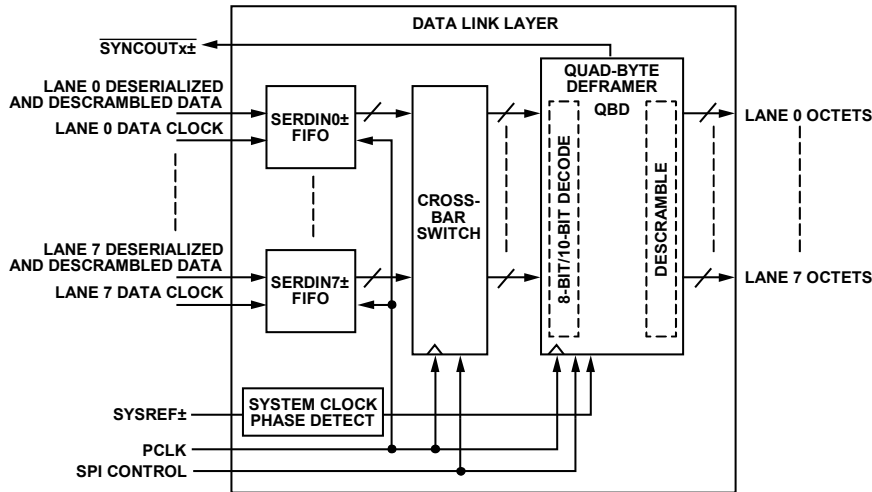 DATA LINK LAYER
SYNCOUTx±
LANE 0 DESERIALIZED
AND DESCRAMBLED DATA
LANE 0 DATA CLOCK
SERDIN0±
FIFO
LANE 7 DESERIALIZED
AND DESCRAMBLED DATA
LANE 7 DATA CLOCK
SERDIN7±
FIFO
CROSS-
BAR
SWITCH
QUAD-BYTE
DEFRAMER
QBD
8-BIT/10-BIT DECODE
DESCRAMBLE
LANE 0 OCTETS
LANE 7 OCTETS
SYSREF±
SYSTEM CLOCK
PHASE DETECT
PCLK
SPI CONTROL